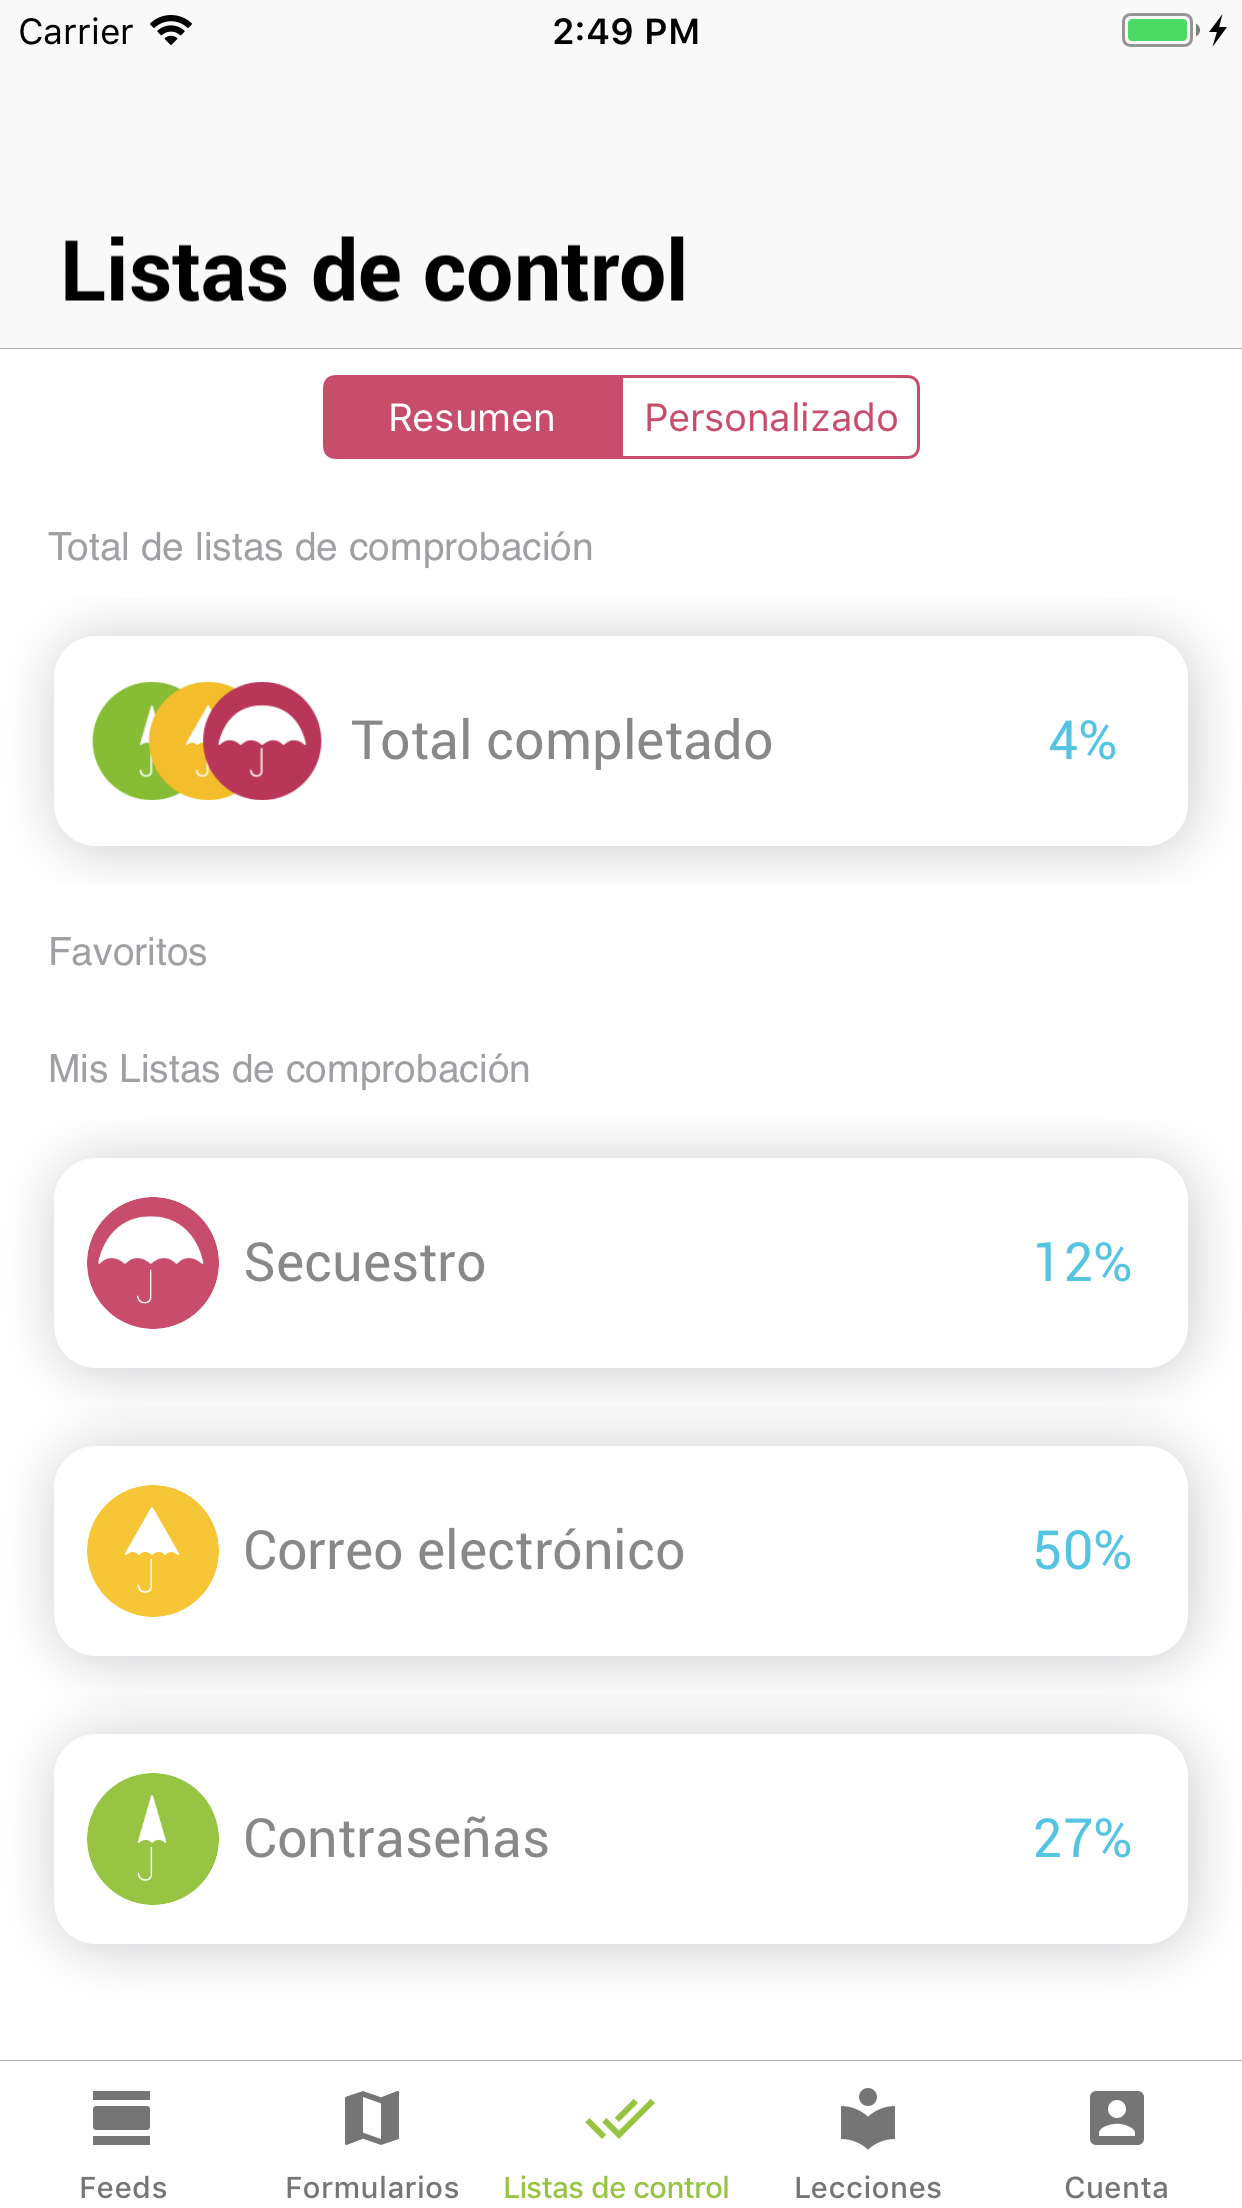 Carrier 2:49 PM
Listas de control
Resumen Personalizado
Total de listas de comprobación
Total completado 4%
Favoritos
Mis Listas de comprobación
Secuestro 12%
Correo electrónico 50%
Contraseñas 27%
Feeds Formularios Listas de control Lecciones Cuenta